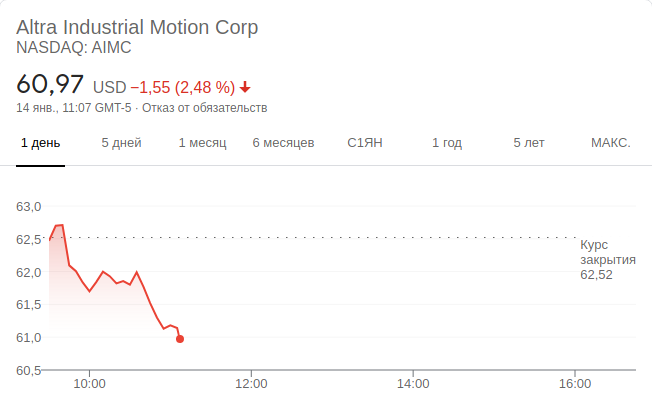 Altra Industrial Motion Corp
NASDAQ: AIMC
60,97 USD −1,55 (2,48 %)
14 янв., 11:07 GMT-5 · Отказ от обязательств
1 день 5 дней 1 месяц 6 месяцев С1ЯН 1 год 5 лет МАКС.
63,0
62,5
62,0
61,5
61,0
60,5
Курс
закрытия
62,52
10:00 12:00 14:00 16:00